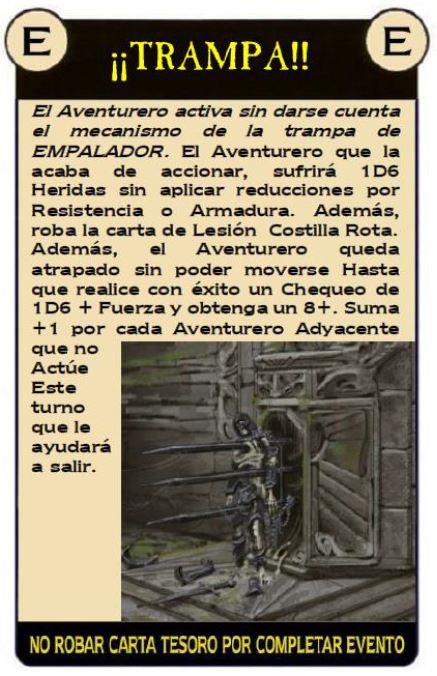 E
¡¡TRAMPA!!
E
El Aventurero activa sin darse cuenta
el mecanismo de la trampa de
EMPALADOR. El Aventurero que la
acaba de accionar, sufrirá 1D6
Heridas sin aplicar reducciones por
Resistencia o Armadura. Además,
roba la carta de Lesión Costilla Rota.
Además, el Aventurero queda
atrapado sin poder moverse Hasta
que realice con éxito un Chequeo de
1D6 + Fuerza y obtenga un 8+. Suma
+1 por cada Aventurero Adyacente
que no
Actúe
Este
turno
que le
ayudará
a salir.
NO ROBAR CARTA TESORO POR COMPLETAR EVENTO